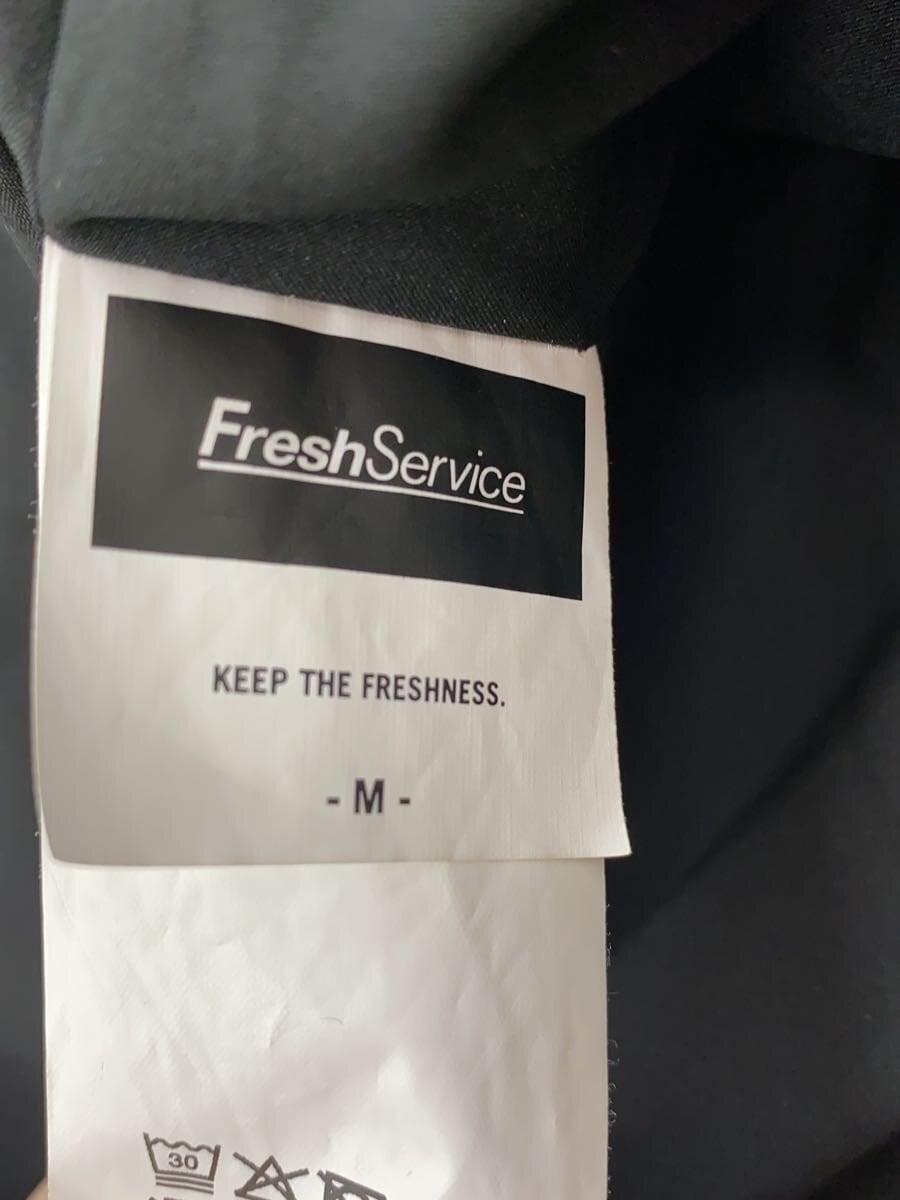 FreshService
KEEP THE FRESHNESS.
- M -
30